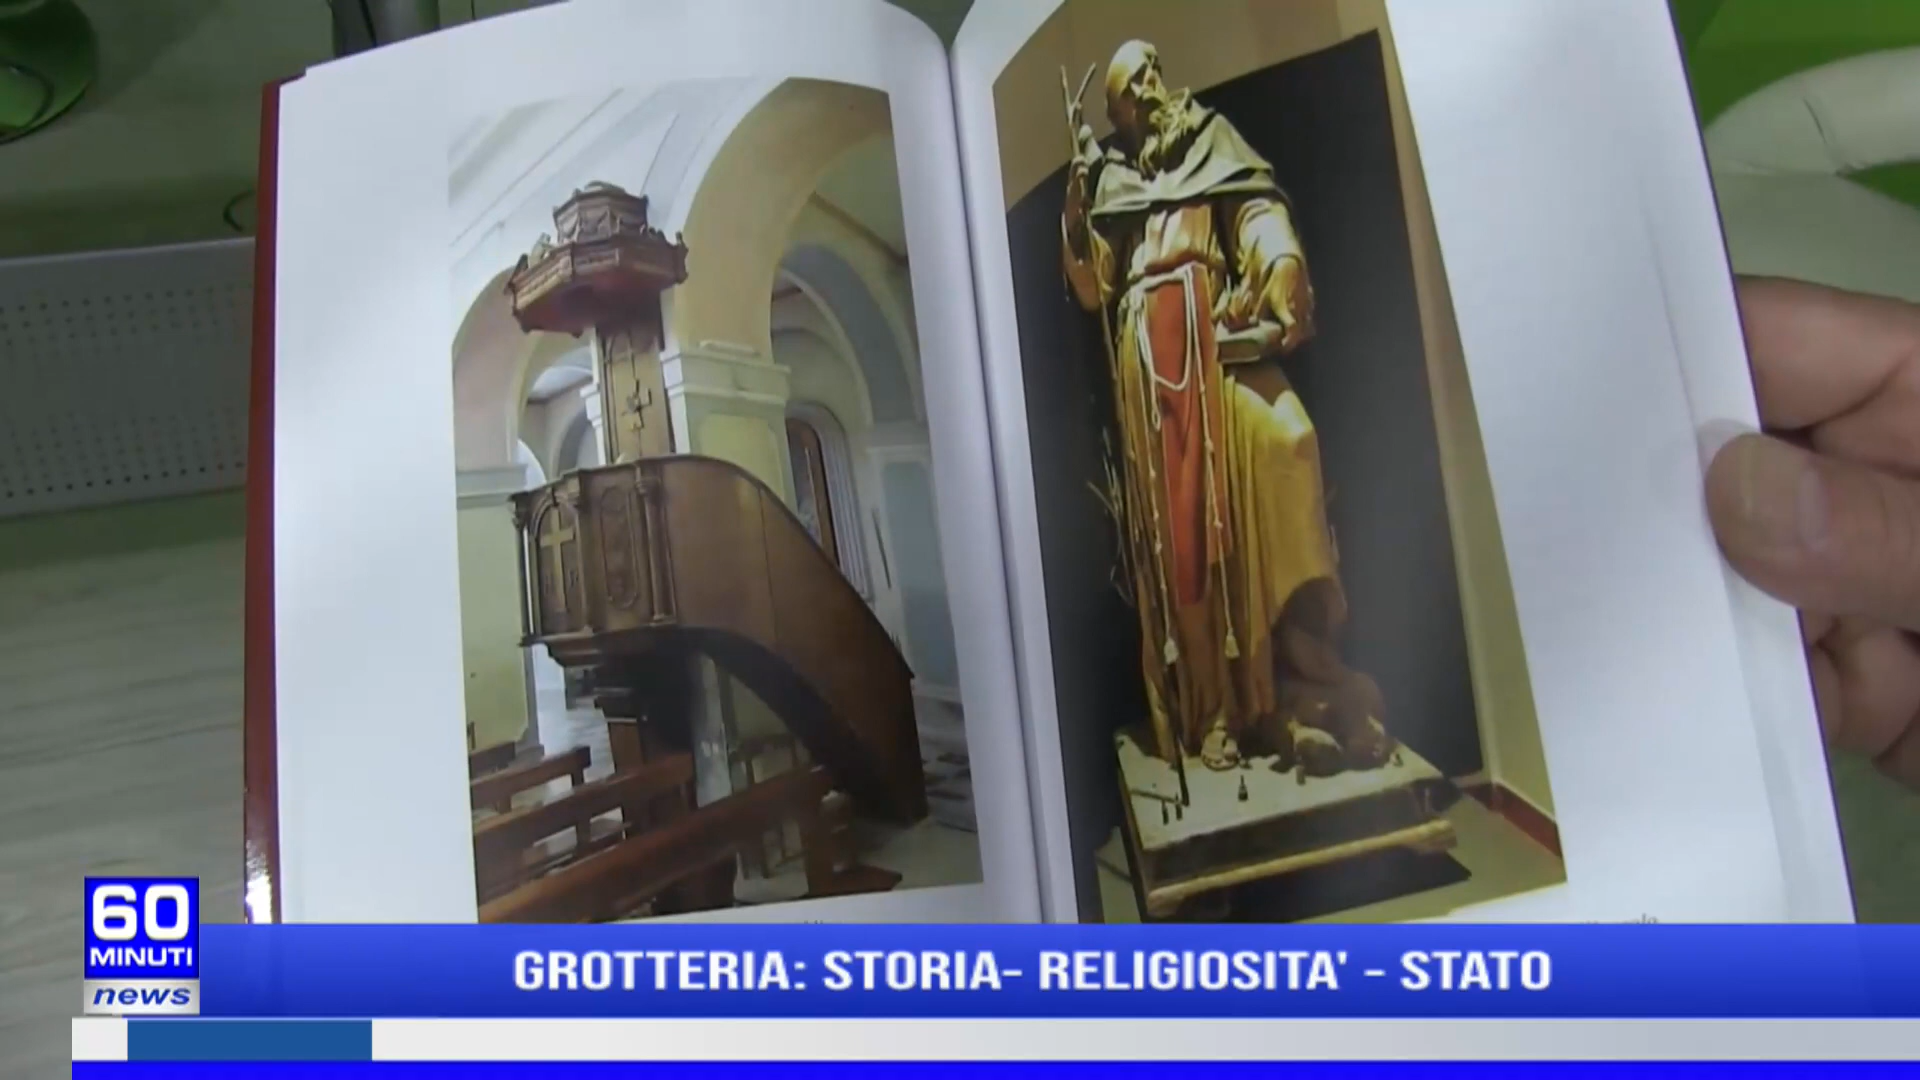 60
MINUTI
news
GROTTERIA: STORIA- RELIGIOSITA' - STATO